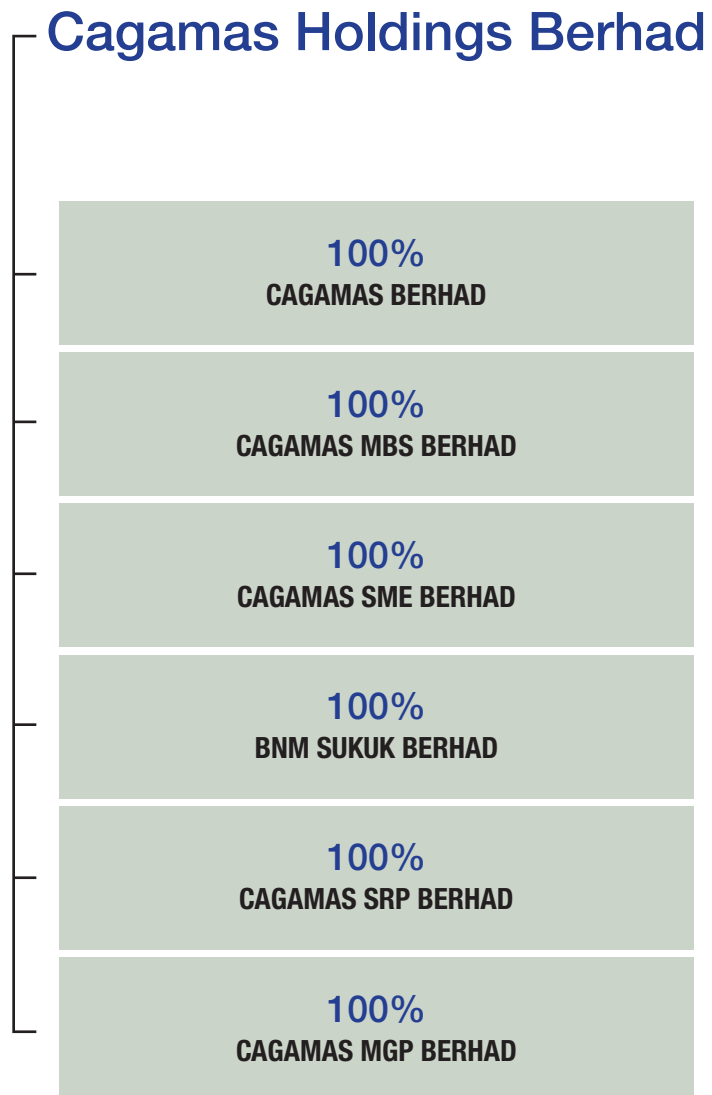 Cagamas Holdings Berhad
100%
CAGAMAS BERHAD
100%
CAGAMAS MBS BERHAD
100%
CAGAMAS SME BERHAD
100%
BNM SUKUK BERHAD
100%
CAGAMAS SRP BERHAD
100%
CAGAMAS MGP BERHAD